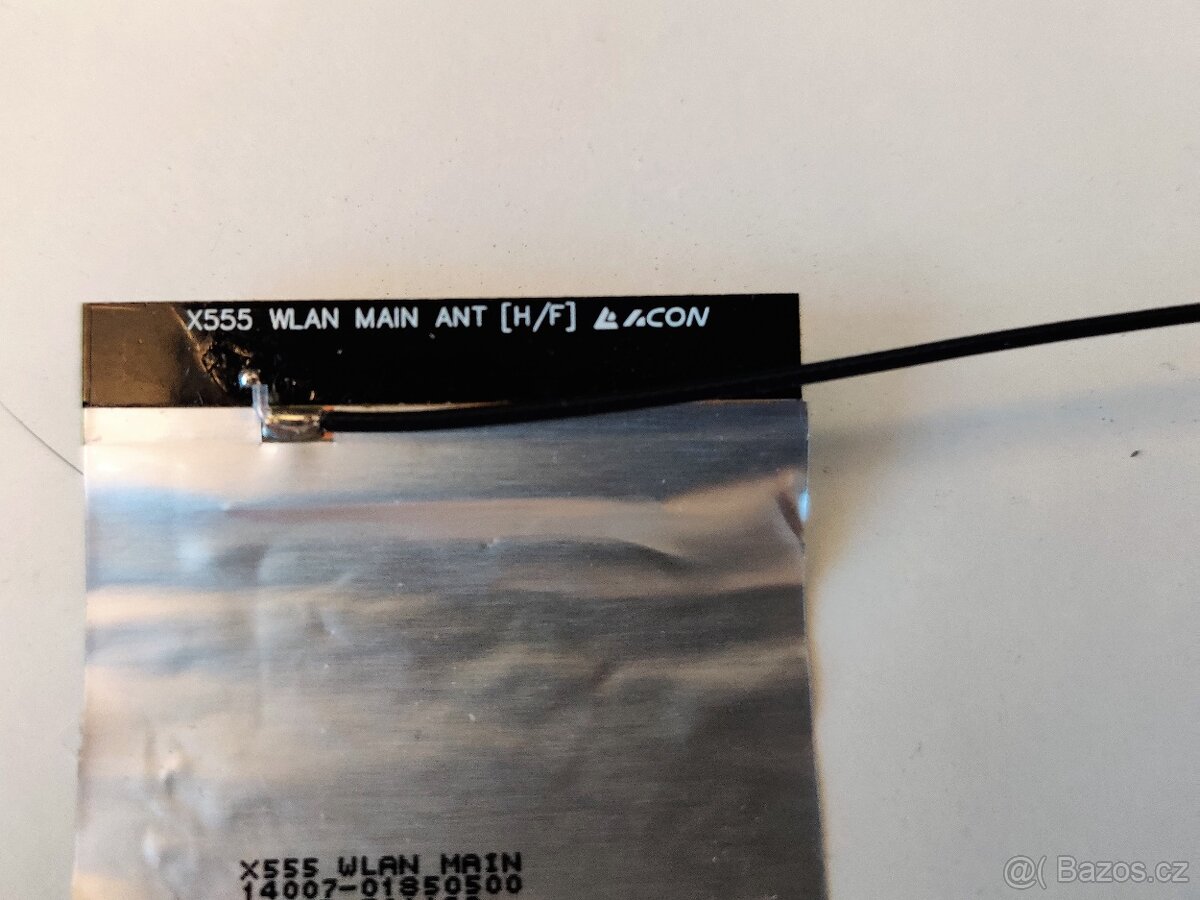 X555 WLAN MAIN ANT [H/F] ACON
X555 WLAN MAIN
14007-01850500
@( Bazos.cz